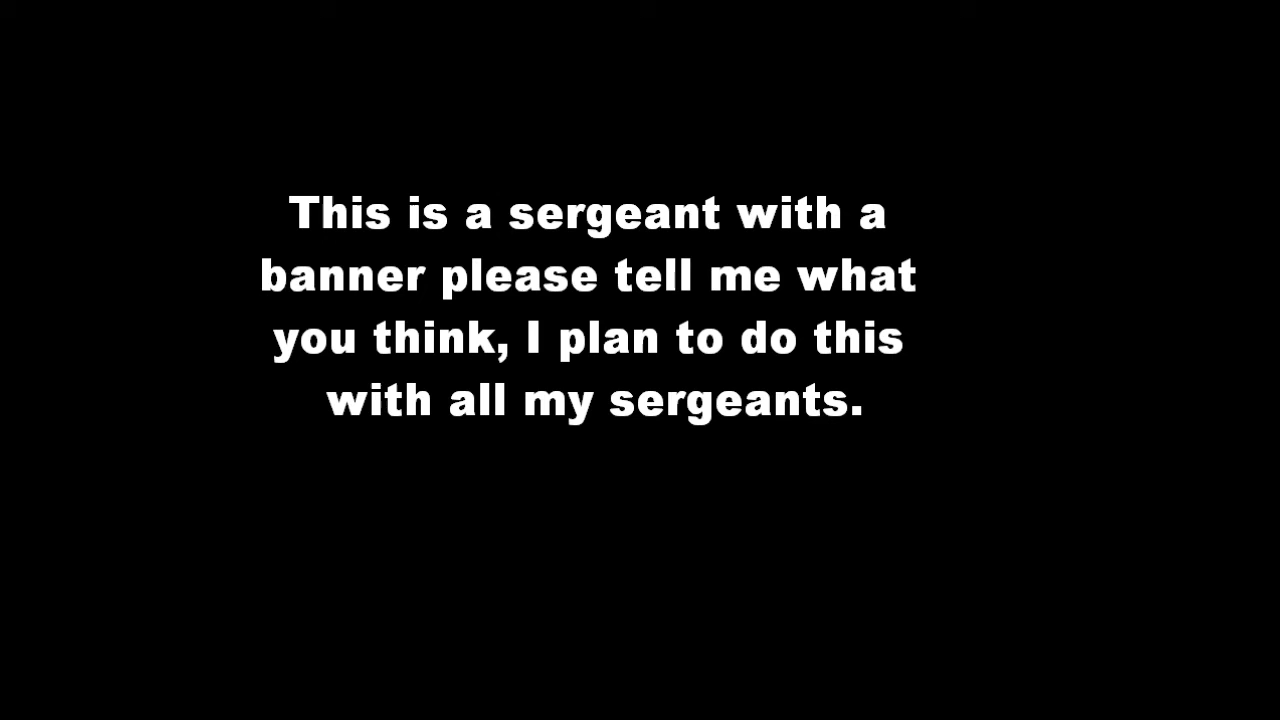 This is a sergeant with a
banner please tell me what
you think, I plan to do this
with all my sergeants.